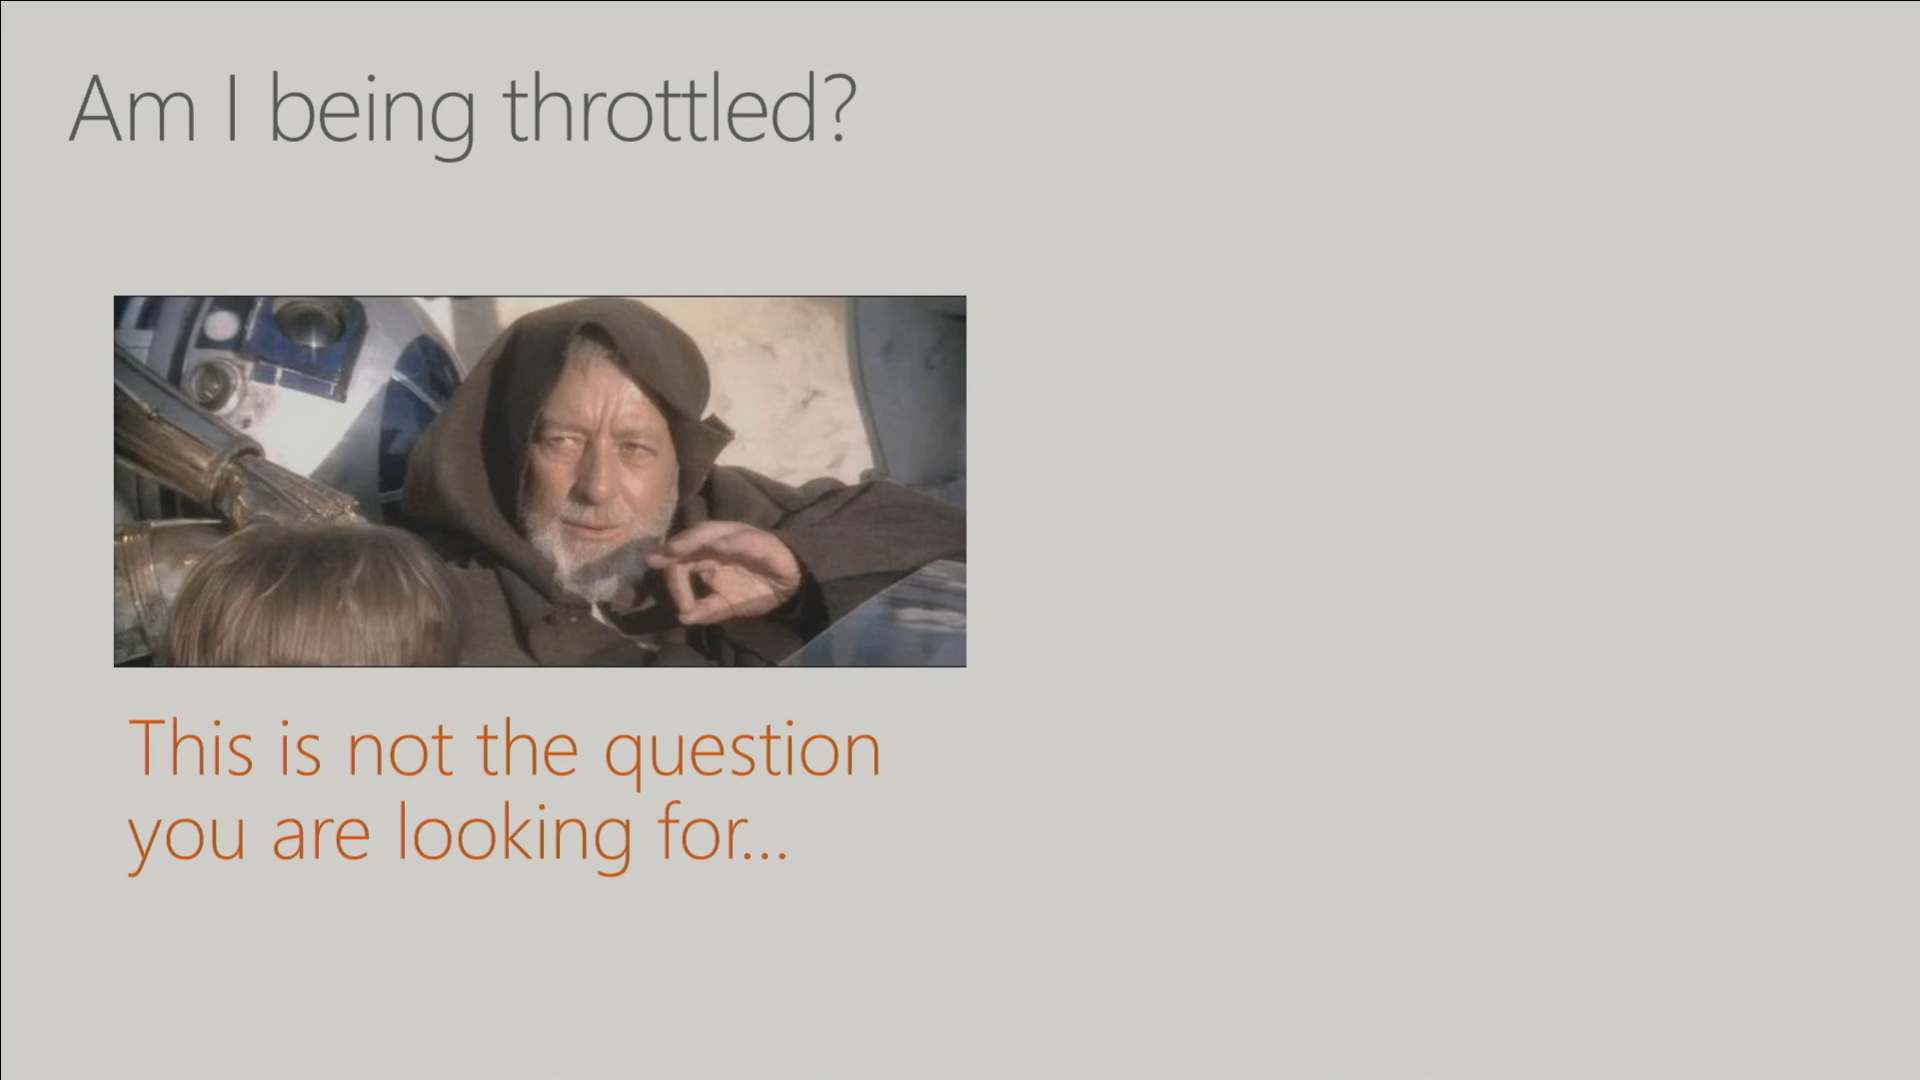 Am I being throttled?
This is not the question
you are looking for...